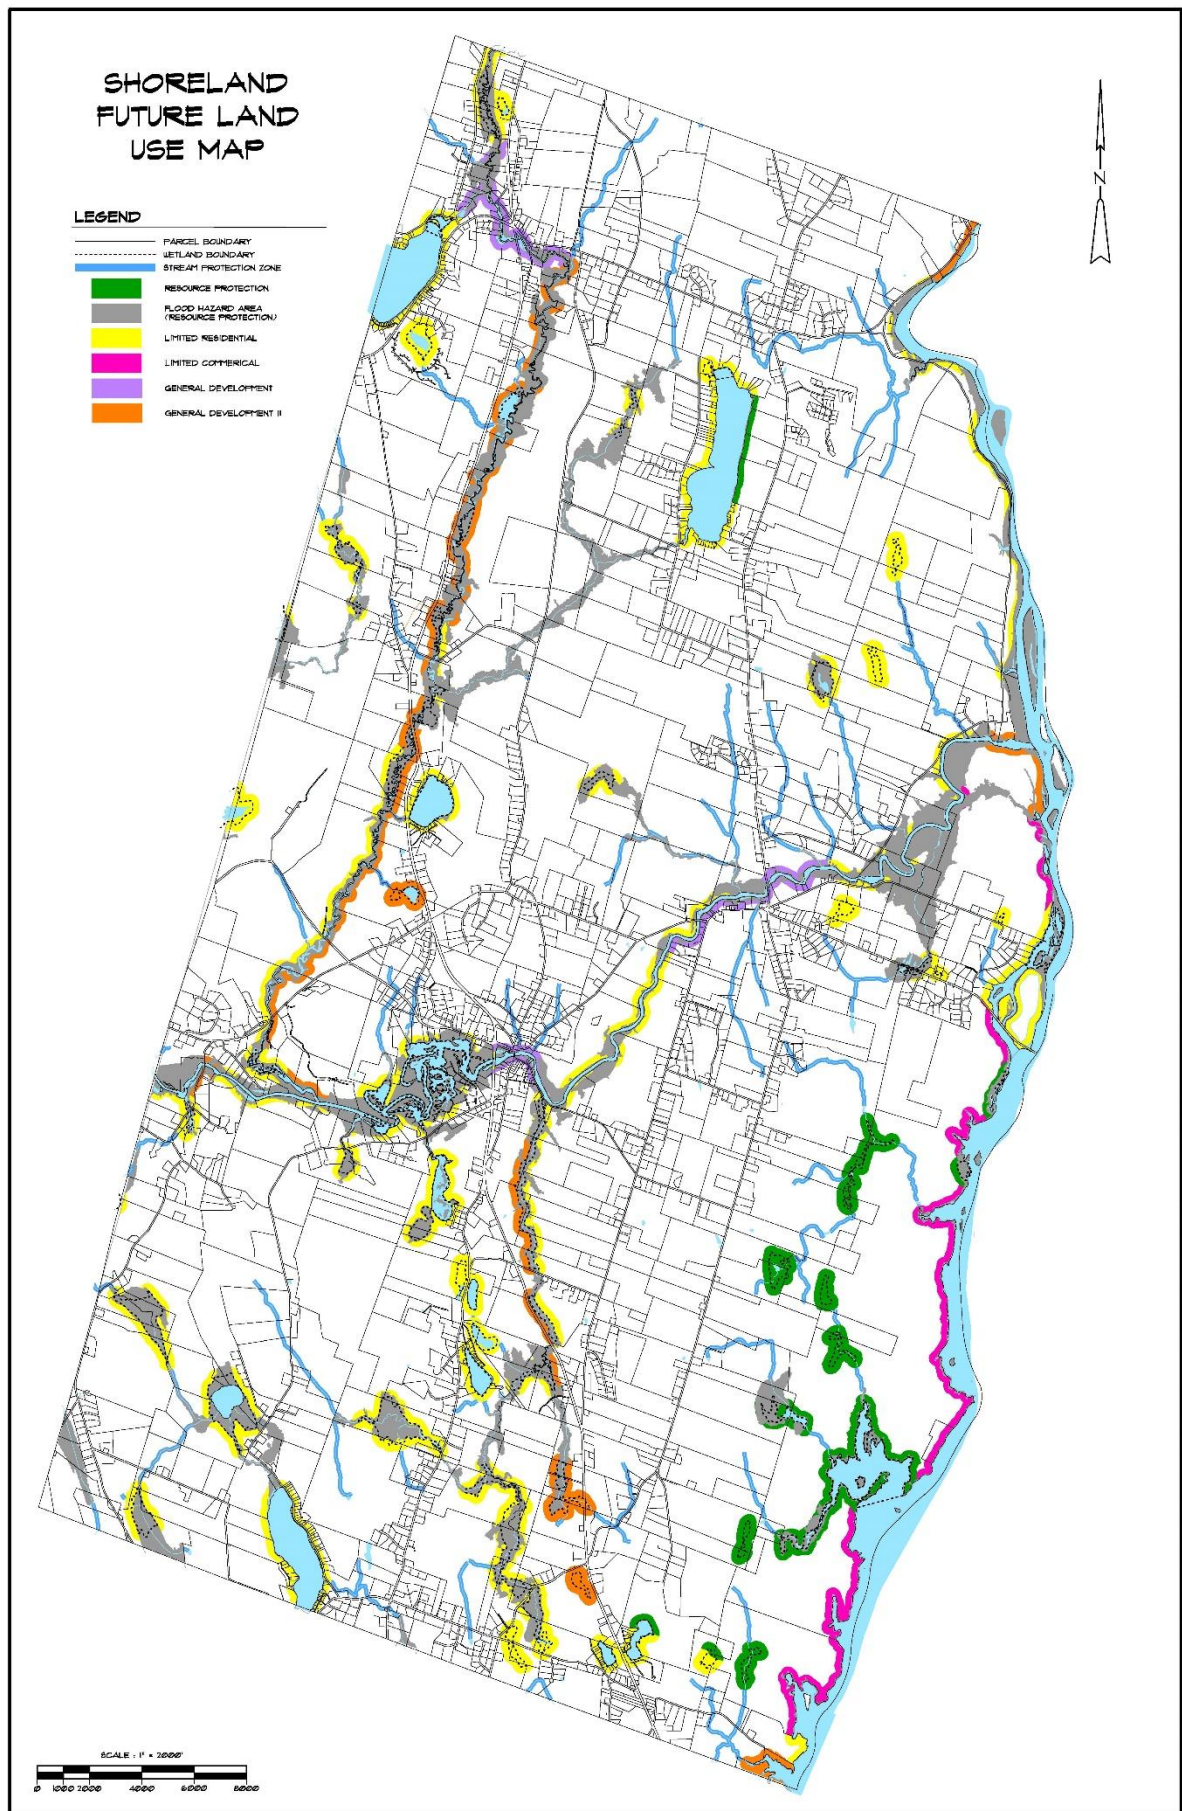 SHORELAND
FUTURE LAND
USE MAP
N
LEGEND
PARCEL BOUNDARY
WETLAND BOUNDARY
STREAM PROTECTION ZONE
RESOURCE PROTECTION
FLOOD HAZARD AREA
(RESOURCE PROTECTION)
LIMITED RESIDENTIAL
LIMITED COMMERICAL
GENERAL DEVELOPMENT
GENERAL DEVELOPMENT II
SCALE : 1" = 2000'
0 1000 2000 4000 6000 8000